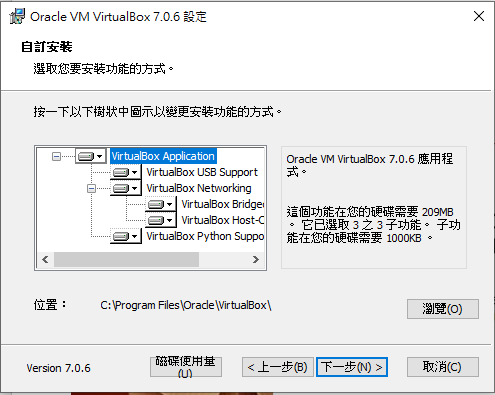 Oracle VM VirtualBox 7.0.6 設定
自訂安裝
選取您要安裝功能的方式。
按一下以下樹狀中圖示以變更安裝功能的方式。
VirtualBox Application
VirtualBox USB Support
VirtualBox Networking
VirtualBox Bridge
VirtualBox Host-C
VirtualBox Python Suppo
Oracle VM VirtualBox 7.0.6 應用程
式。
這個功能在您的硬碟需要 209MB
。 它已選取 3 之 3 子功能。 子功
能在您的硬碟需要 1000KB 。
位置：
C:\Program Files\Oracle\VirtualBox\
瀏覽(O)
Version 7.0.6
磁碟使用量
(U)
< 上一步(B)
下一步(N) >
取消(C)